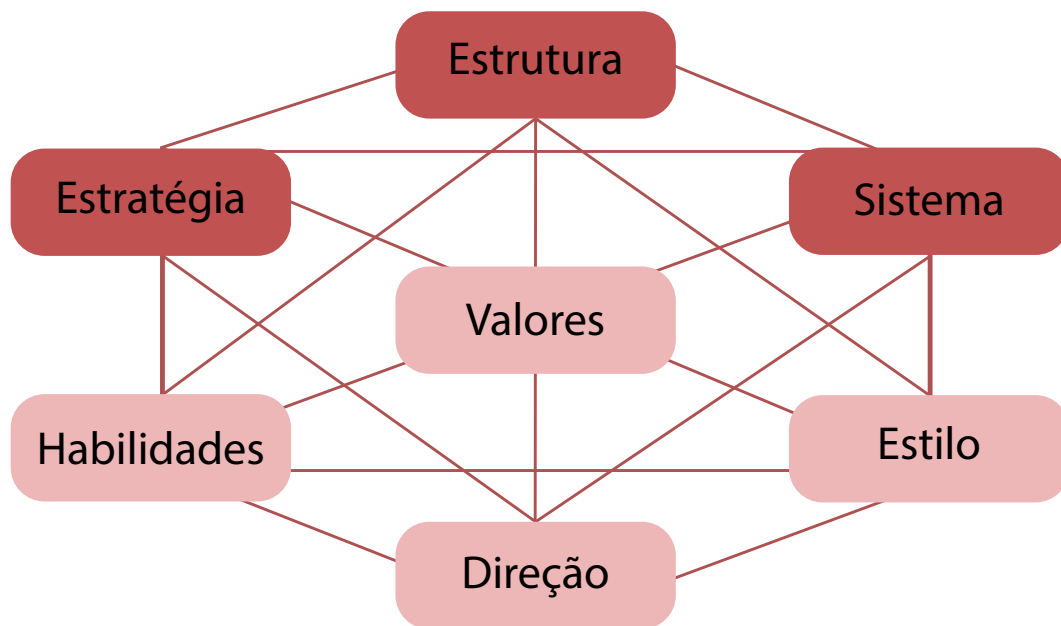 Estrutura
Estratégia
Sistema
Valores
Habilidades
Estilo
Direção